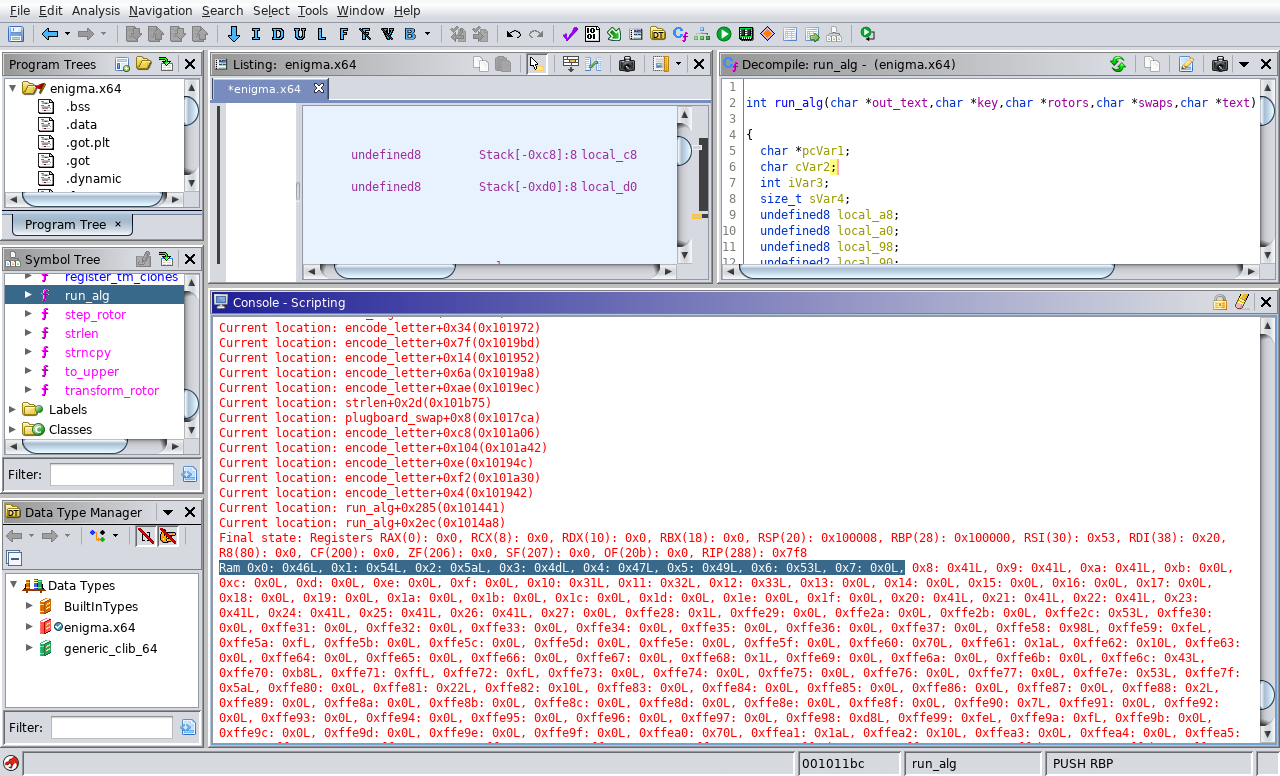 File Edit Analysis Navigation Search Select Tools Window Help
I D U L F R V B
Program Trees
enigma.x64
.bss
.data
.got.plt
.got
.dynamic
Program Tree ×
Symbol Tree
register_tm_clones
run_alg
step_rotor
strlen
strncpy
to_upper
transform_rotor
Labels
Classes
Filter:
Data Type Manager
Data Types
BuiltInTypes
enigma.x64
generic_clib_64
Filter:
Listing: enigma.x64
*enigma.x64
undefined8 Stack[-0xc8]:8 local_c8
undefined8 Stack[-0xd0]:8 local_d0
Decompile: run_alg - (enigma.x64)
1
2 int run_alg(char *out_text,char *key,char *rotors,char *swaps,char *text)
3
4 {
5 char *pcVar1;
6 char cVar2;
7 int iVar3;
8 size_t sVar4;
9 undefined8 local_a8;
10 undefined8 local_a0;
11 undefined8 local_98;
12 undefined2 local_90;
Console - Scripting
Current location: encode_letter+0x34(0x101972)
Current location: encode_letter+0x7f(0x1019bd)
Current location: encode_letter+0x14(0x101952)
Current location: encode_letter+0x6a(0x1019a8)
Current location: encode_letter+0xae(0x1019ec)
Current location: strlen+0x2d(0x101b75)
Current location: plugboard_swap+0x8(0x1017ca)
Current location: encode_letter+0xc8(0x101a06)
Current location: encode_letter+0x104(0x101a42)
Current location: encode_letter+0xe(0x10194c)
Current location: encode_letter+0xf2(0x101a30)
Current location: encode_letter+0x4(0x101942)
Current location: run_alg+0x285(0x101441)
Current location: run_alg+0x2ec(0x1014a8)
Final state: Registers RAX(0): 0x0, RCX(8): 0x0, RDX(10): 0x0, RBX(18): 0x0, RSP(20): 0x100008, RBP(28): 0x100000, RSI(30): 0x53, RDI(38): 0x20,
R8(80): 0x0, CF(200): 0x0, ZF(206): 0x0, SF(207): 0x0, OF(20b): 0x0, RIP(288): 0x7f8
Ram 0x0: 0x46L, 0x1: 0x54L, 0x2: 0x5aL, 0x3: 0x4dL, 0x4: 0x47L, 0x5: 0x49L, 0x6: 0x53L, 0x7: 0x0L, 0x8: 0x41L, 0x9: 0x41L, 0xa: 0x41L, 0xb: 0x0L,
0xc: 0x0L, 0xd: 0x0L, 0xe: 0x0L, 0xf: 0x0L, 0x10: 0x31L, 0x11: 0x32L, 0x12: 0x33L, 0x13: 0x0L, 0x14: 0x0L, 0x15: 0x0L, 0x16: 0x0L, 0x17: 0x0L,
0x18: 0x0L, 0x19: 0x0L, 0x1a: 0x0L, 0x1b: 0x0L, 0x1c: 0x0L, 0x1d: 0x0L, 0x1e: 0x0L, 0x1f: 0x0L, 0x20: 0x41L, 0x21: 0x41L, 0x22: 0x41L, 0x23:
0x41L, 0x24: 0x41L, 0x25: 0x41L, 0x26: 0x41L, 0x27: 0x0L, 0xffe28: 0x1L, 0xffe29: 0x0L, 0xffe2a: 0x0L, 0xffe2b: 0x0L, 0xffe2c: 0x53L, 0xffe30:
0x0L, 0xffe31: 0x0L, 0xffe32: 0x0L, 0xffe33: 0x0L, 0xffe34: 0x0L, 0xffe35: 0x0L, 0xffe36: 0x0L, 0xffe37: 0x0L, 0xffe58: 0x98L, 0xffe59: 0xfeL,
0xffe5a: 0xfL, 0xffe5b: 0x0L, 0xffe5c: 0x0L, 0xffe5d: 0x0L, 0xffe5e: 0x0L, 0xffe5f: 0x0L, 0xffe60: 0x70L, 0xffe61: 0x1aL, 0xffe62: 0x10L, 0xffe63:
0x0L, 0xffe64: 0x0L, 0xffe65: 0x0L, 0xffe66: 0x0L, 0xffe67: 0x0L, 0xffe68: 0x1L, 0xffe69: 0x0L, 0xffe6a: 0x0L, 0xffe6b: 0x0L, 0xffe6c: 0x43L,
0xffe70: 0xb8L, 0xffe71: 0xffL, 0xffe72: 0xfL, 0xffe73: 0x0L, 0xffe74: 0x0L, 0xffe75: 0x0L, 0xffe76: 0x0L, 0xffe77: 0x0L, 0xffe7e: 0x53L, 0xffe7f:
0x5aL, 0xffe80: 0x0L, 0xffe81: 0x22L, 0xffe82: 0x10L, 0xffe83: 0x0L, 0xffe84: 0x0L, 0xffe85: 0x0L, 0xffe86: 0x0L, 0xffe87: 0x0L, 0xffe88: 0x2L,
0xffe89: 0x0L, 0xffe8a: 0x0L, 0xffe8b: 0x0L, 0xffe8c: 0x0L, 0xffe8d: 0x0L, 0xffe8e: 0x0L, 0xffe8f: 0x0L, 0xffe90: 0x7L, 0xffe91: 0x0L, 0xffe92:
0x0L, 0xffe93: 0x0L, 0xffe94: 0x0L, 0xffe95: 0x0L, 0xffe96: 0x0L, 0xffe97: 0x0L, 0xffe98: 0xd8L, 0xffe99: 0xfeL, 0xffe9a: 0xfL, 0xffe9b: 0x0L,
0xffe9c: 0x0L, 0xffe9d: 0x0L, 0xffe9e: 0x0L, 0xffe9f: 0x0L, 0xffea0: 0x70L, 0xffea1: 0x1aL, 0xffea2: 0x10L, 0xffea3: 0x0L, 0xffea4: 0x0L, 0xffea5:
001011bc run_alg PUSH RBP